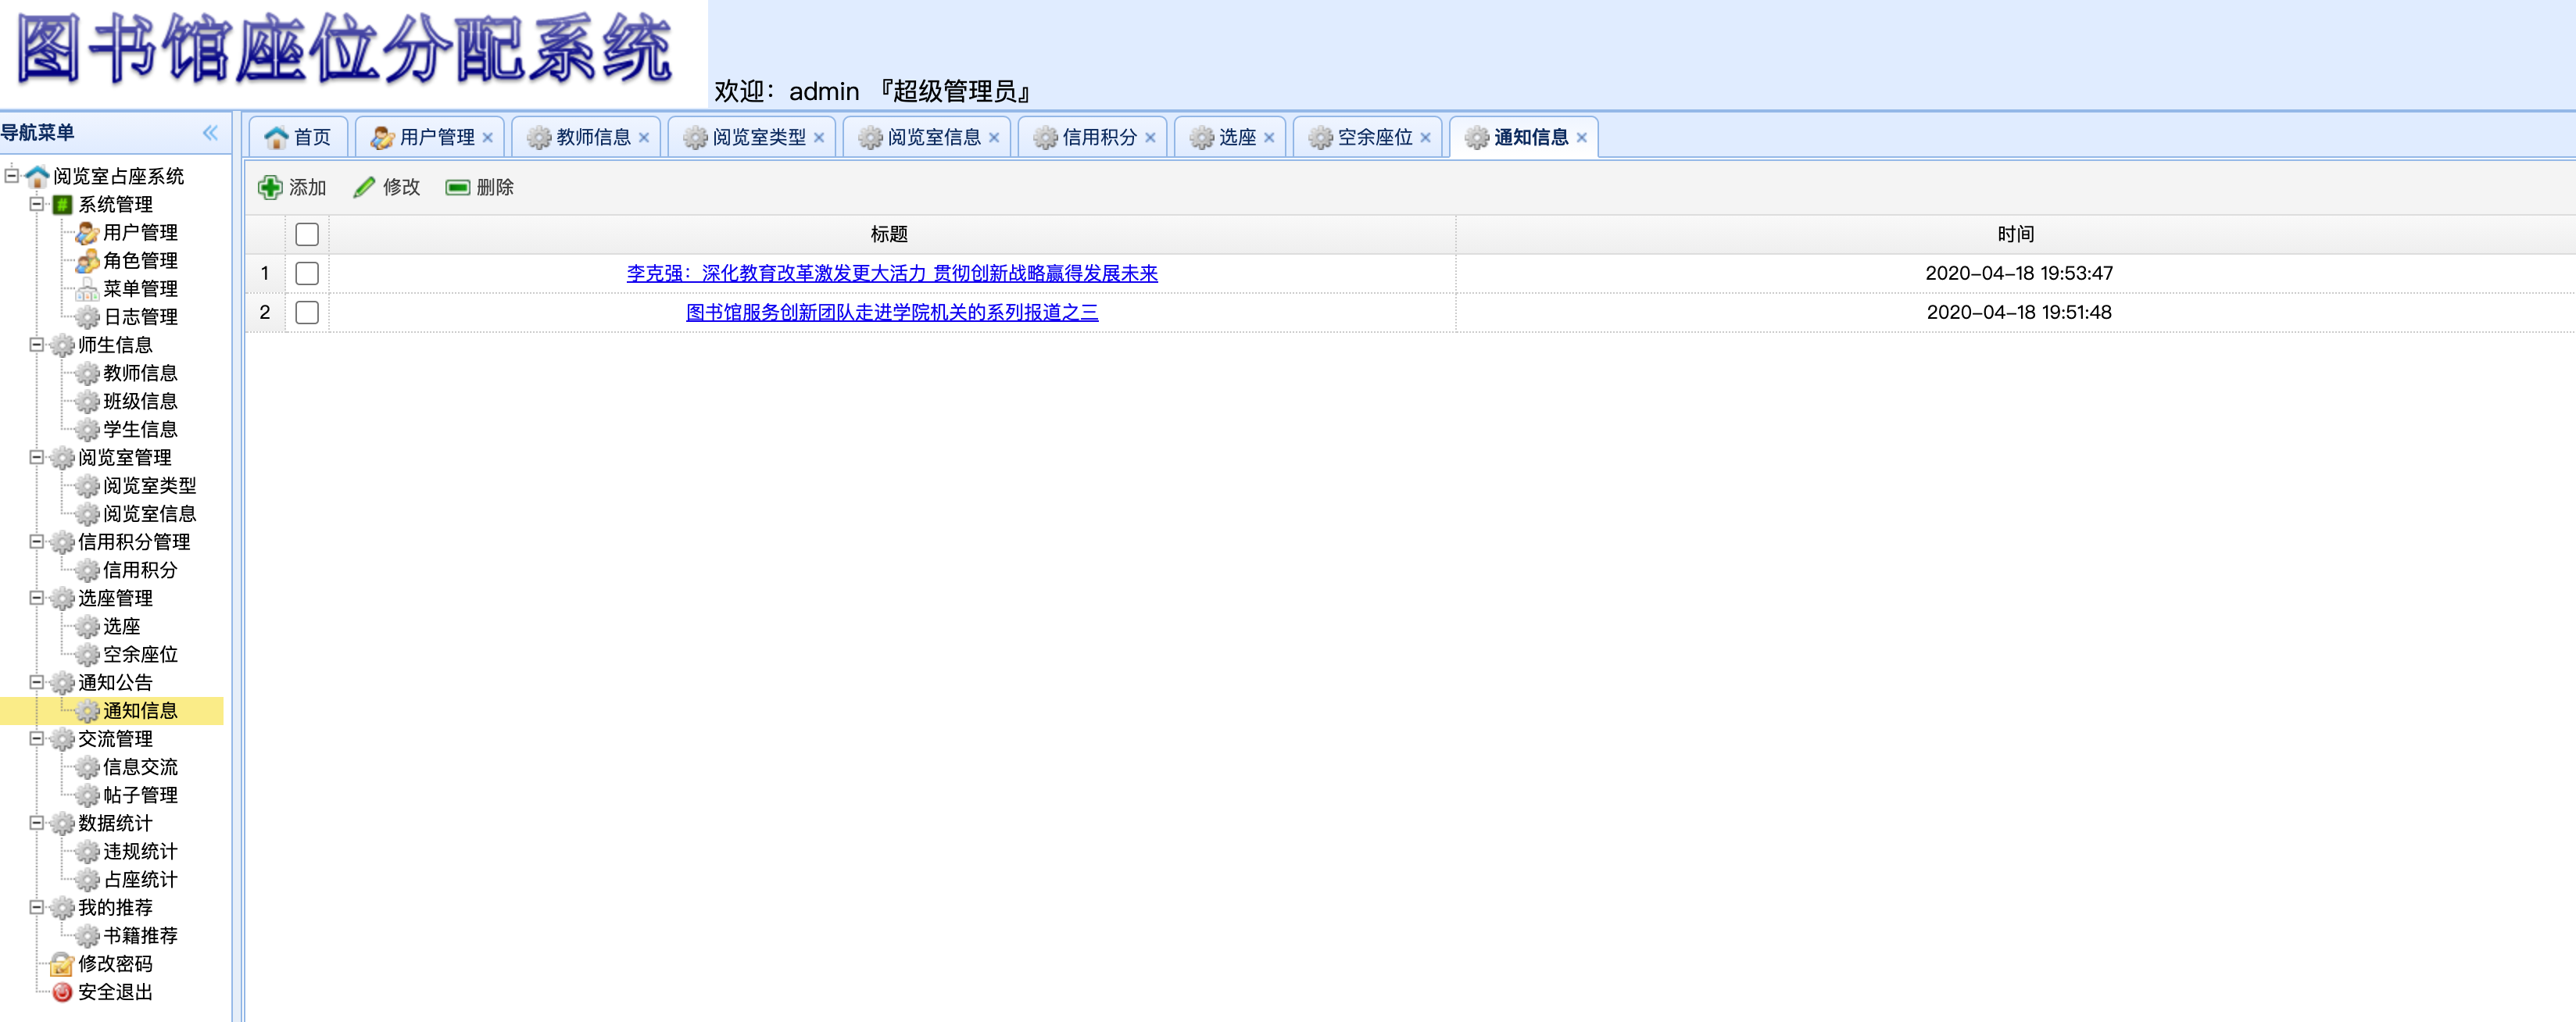 图书馆座位分配系统
欢迎：admin 『超级管理员』
导航菜单
阅览室占座系统
系统管理
用户管理
角色管理
菜单管理
日志管理
师生信息
教师信息
班级信息
学生信息
阅览室管理
阅览室类型
阅览室信息
信用积分管理
信用积分
选座管理
选座
空余座位
通知公告
通知信息
交流管理
信息交流
帖子管理
数据统计
违规统计
占座统计
我的推荐
书籍推荐
修改密码
安全退出
首页 用户管理 教师信息 阅览室类型 阅览室信息 信用积分 选座 空余座位 通知信息
添加 修改 删除
标题 时间
1 李克强：深化教育改革激发更大活力 贯彻创新战略赢得发展未来 2020-04-18 19:53:47
2 图书馆服务创新团队走进学院机关的系列报道之三 2020-04-18 19:51:48